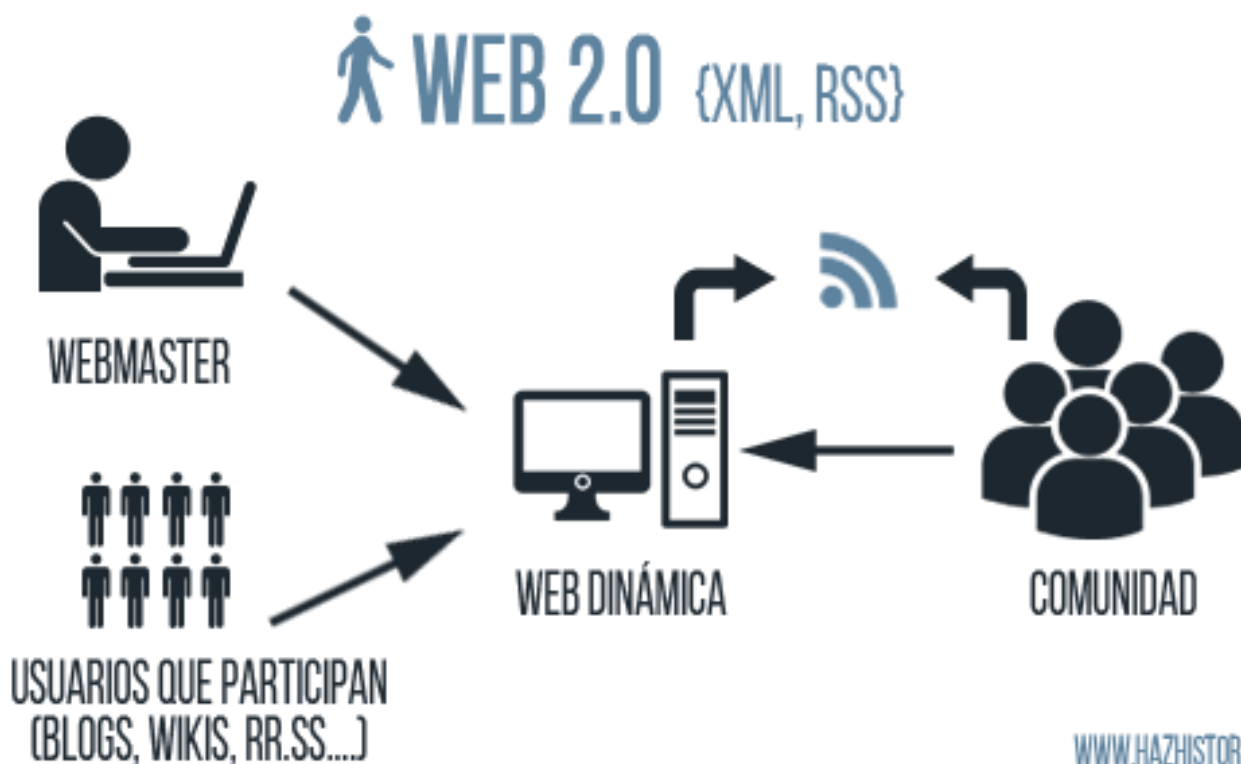 WEB 2.0 {XML, RSS}
WEBMASTER
WEB DINÁMICA
COMUNIDAD
USUARIOS QUE PARTICIPAN
(BLOGS, WIKIS, RR.SS....)
WWW.HAZHISTOR